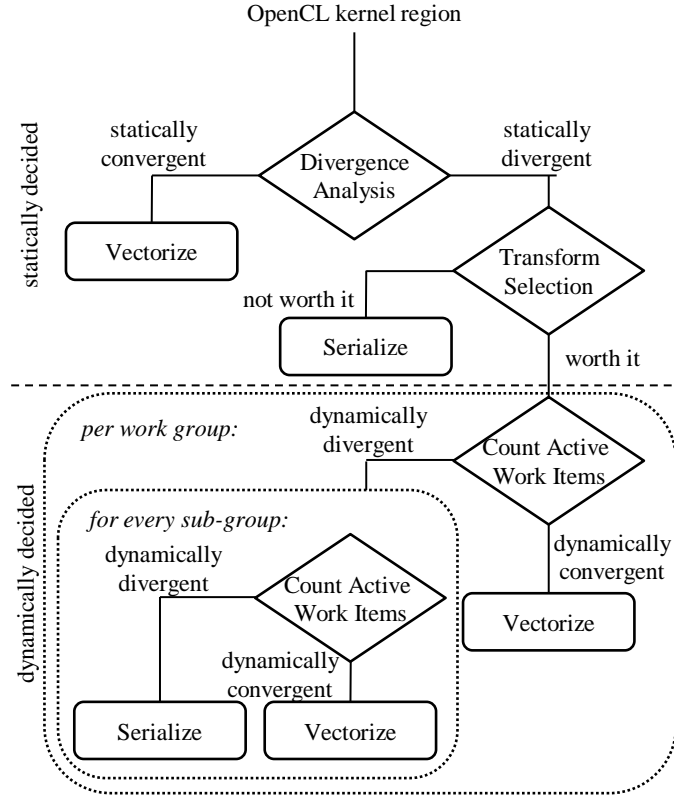 OpenCL kernel region
statically decided
statically
convergent
statically
divergent
Divergence
Analysis
Vectorize
Transform
Selection
not worth it
Serialize
worth it
dynamically decided
per work group:
dynamically
divergent
Count Active
Work Items
for every sub-group:
dynamically
divergent
Count Active
Work Items
dynamically
convergent
Vectorize
dynamically
convergent
Serialize
Vectorize